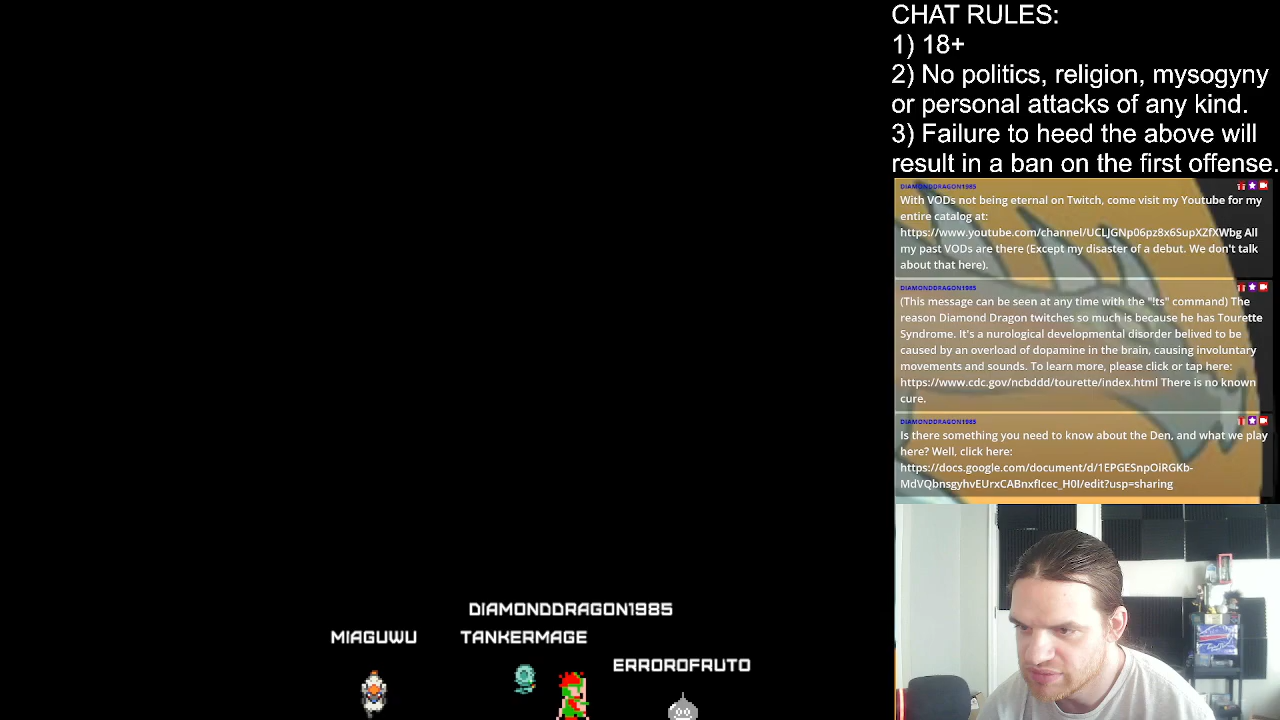 CHAT RULES:
1) 18+
2) No politics, religion, mysogyny
or personal attacks of any kind.
3) Failure to heed the above will
result in a ban on the first offense.
DIAMONDDRAGON1985
With VODs not being eternal on Twitch, come visit my Youtube for my
entire catalog at:
https://www.youtube.com/channel/UCLJGNp06pz8x6SupXZfXWbg All
my past VODs are there (Except my disaster of a debut. We don't talk
about that here).
DIAMONDDRAGON1985
(This message can be seen at any time with the "!ts" command) The
reason Diamond Dragon twitches so much is because he has Tourette
Syndrome. It's a nurological developmental disorder belived to be
caused by an overload of dopamine in the brain, causing involuntary
movements and sounds. To learn more, please click or tap here:
https://www.cdc.gov/ncbddd/tourette/index.html There is no known
cure.
DIAMONDDRAGON1985
Is there something you need to know about the Den, and what we play
here? Well, click here:
https://docs.google.com/document/d/1EPGESnpOiRGKb-
MdVQbnsgyhvEUrxCABnxfIcec_H0I/edit?usp=sharing
DIAMONDDRAGON1985
MIAGUWU TANKERMAGE
ERROROFRUTO